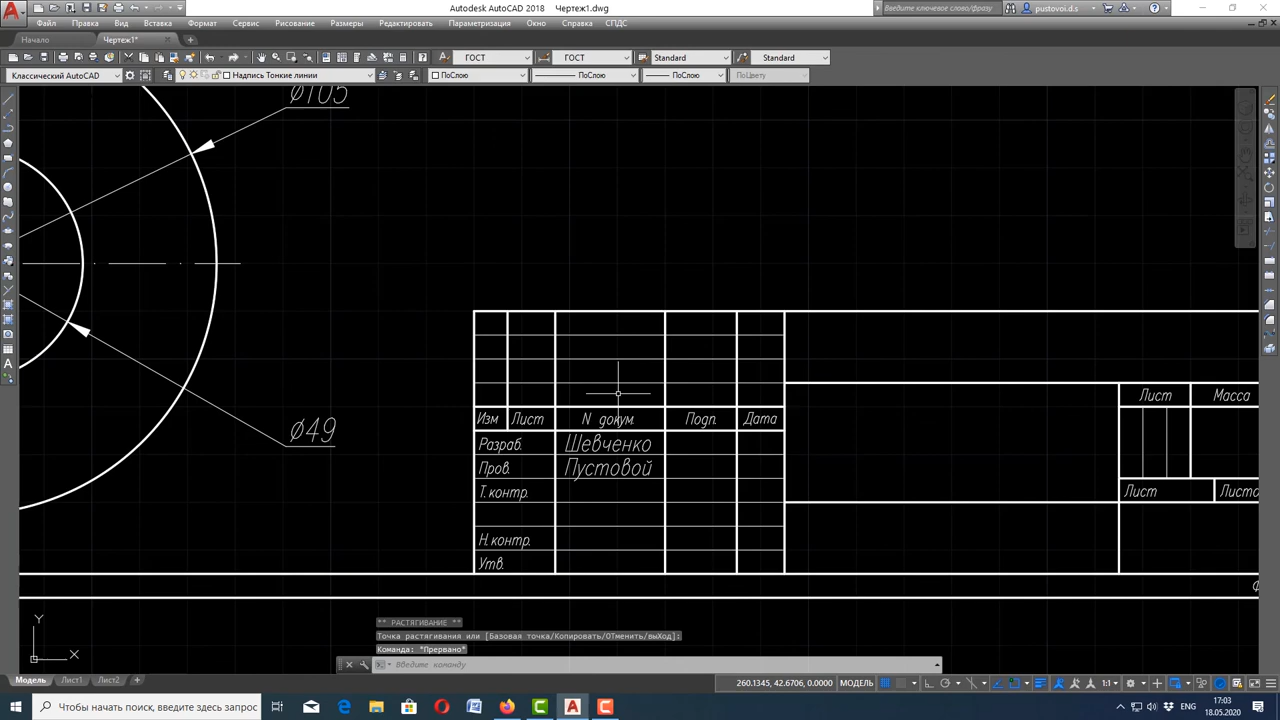 Autodesk AutoCAD 2018 Чертеж1.dwg
Введите ключевое слово/фразу
pustovoi.d.s
Файл Правка Вид Вставка Формат Сервис Рисование Размеры Редактировать Параметризация Окно Справка СПДС
Начало Чертеж1*
ГОСТ ГОСТ Standard Standard
Классический AutoCAD Надпись Тонкие линии ПоСлою ПоСлою ПоСлою ПоЦвету
Ø105
Ø49
Лист Масса
Изм Лист N докум. Подп. Дата
Разраб. Шевченко
Пров. Пустовой
Т.контр.
Лист
Н.контр.
Утв.
Y
X
** РАСТЯГИВАНИЕ **
Точка растягивания или [Базовая точка/Копировать/ОТменить/выХод]:
Команда: *Прервано*
Введите команду
Модель Лист1 Лист2 +
260.1345, 42.6706, 0.0000 МОДЕЛЬ
1:1
Чтобы начать поиск, введите запрос здесь
17:03
18.05.2020